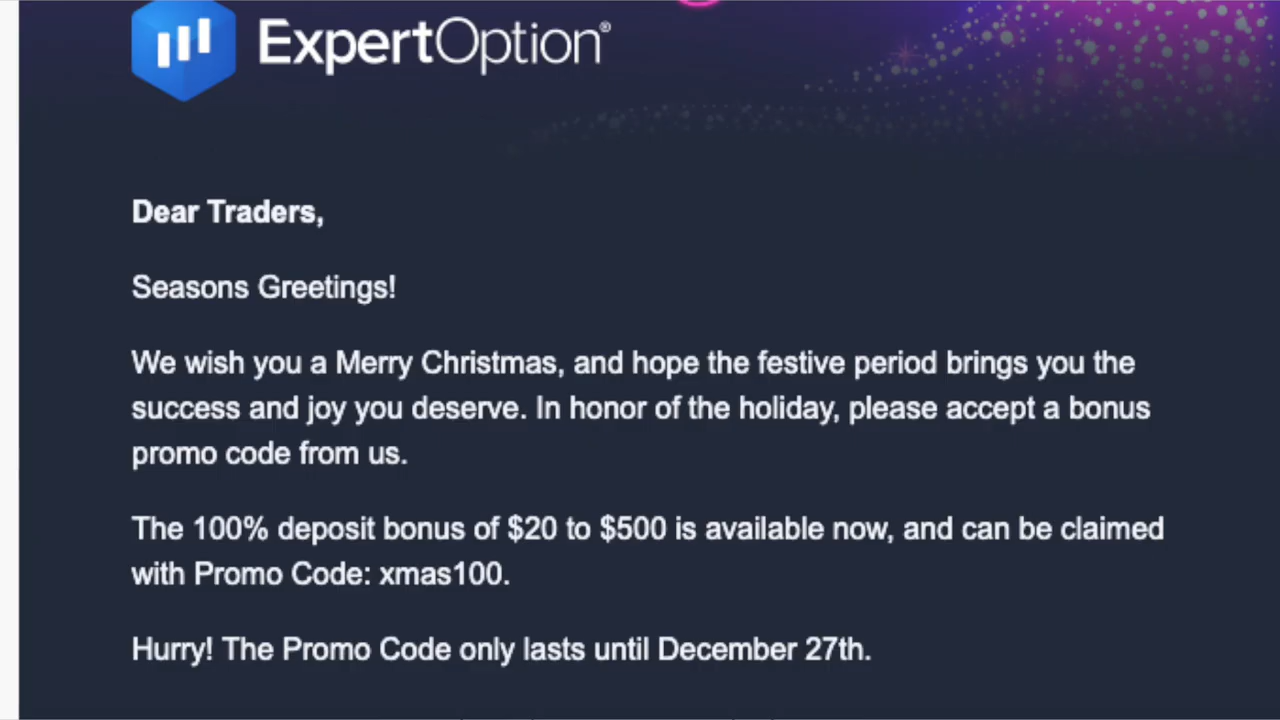 ExpertOption®
Dear Traders,
Seasons Greetings!
We wish you a Merry Christmas, and hope the festive period brings you the
success and joy you deserve. In honor of the holiday, please accept a bonus
promo code from us.
The 100% deposit bonus of $20 to $500 is available now, and can be claimed
with Promo Code: xmas100.
Hurry! The Promo Code only lasts until December 27th.